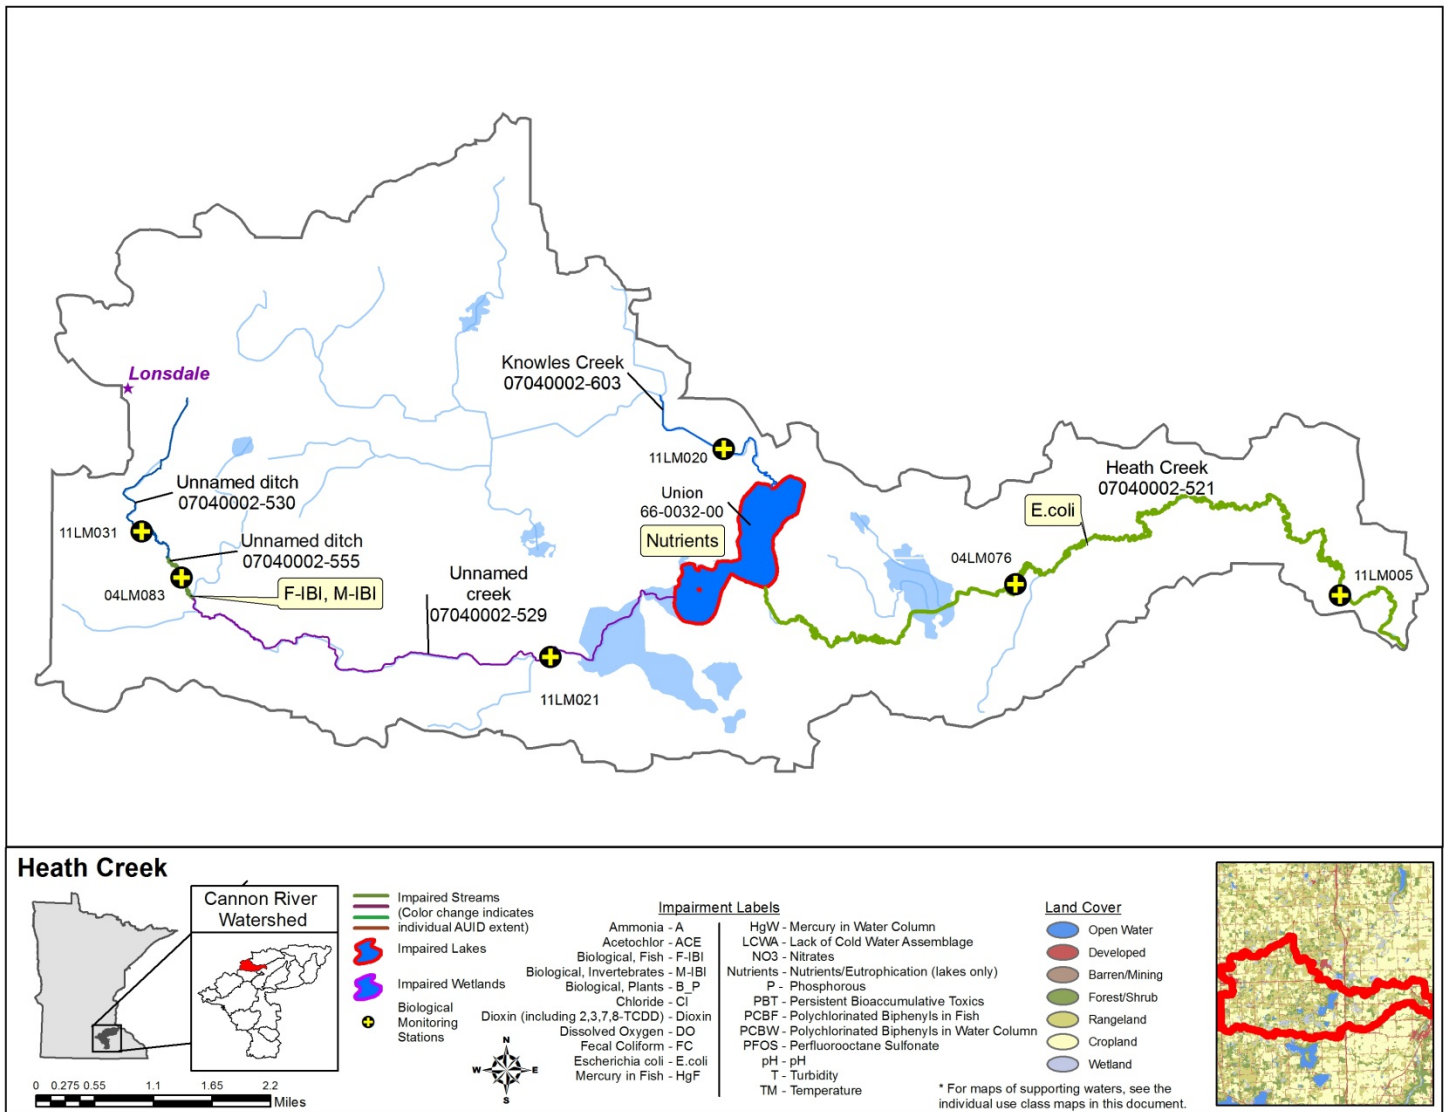 Lonsdale
Knowles Creek
07040002-603
11LM020
Unnamed ditch
07040002-530
11LM031
Unnamed ditch
07040002-555
04LM083
F-IBI, M-IBI
Unnamed
creek
07040002-529
11LM021
Union
66-0032-00
Nutrients
Heath Creek
07040002-521
E.coli
04LM076
11LM005
Heath Creek
Cannon River
Watershed
0 0.275 0.55 1.1 1.65 2.2
Miles
Impaired Streams
(Color change indicates
individual AUID extent)
Impaired Lakes
Impaired Wetlands
Biological
Monitoring
Stations
N
W E
S
Impairment Labels
Ammonia - A
Acetochlor - ACE
Biological, Fish - F-IBI
Biological, Invertebrates - M-IBI
Biological, Plants - B_P
Chloride - Cl
Dioxin (including 2,3,7,8-TCDD) - Dioxin
Dissolved Oxygen - DO
Fecal Coliform - FC
Escherichia coli - E.coli
Mercury in Fish - HgF
HgW - Mercury in Water Column
LCWA - Lack of Cold Water Assemblage
NO3 - Nitrates
Nutrients - Nutrients/Eutrophication (lakes only)
P - Phosphorous
PBT - Persistent Bioaccumulative Toxics
PCBF - Polychlorinated Biphenyls in Fish
PCBW - Polychlorinated Biphenyls in Water Column
PFOS - Perfluorooctane Sulfonate
pH - pH
T - Turbidity
TM - Temperature
Land Cover
Open Water
Developed
Barren/Mining
Forest/Shrub
Rangeland
Cropland
Wetland
* For maps of supporting waters, see the
individual use class maps in this document.